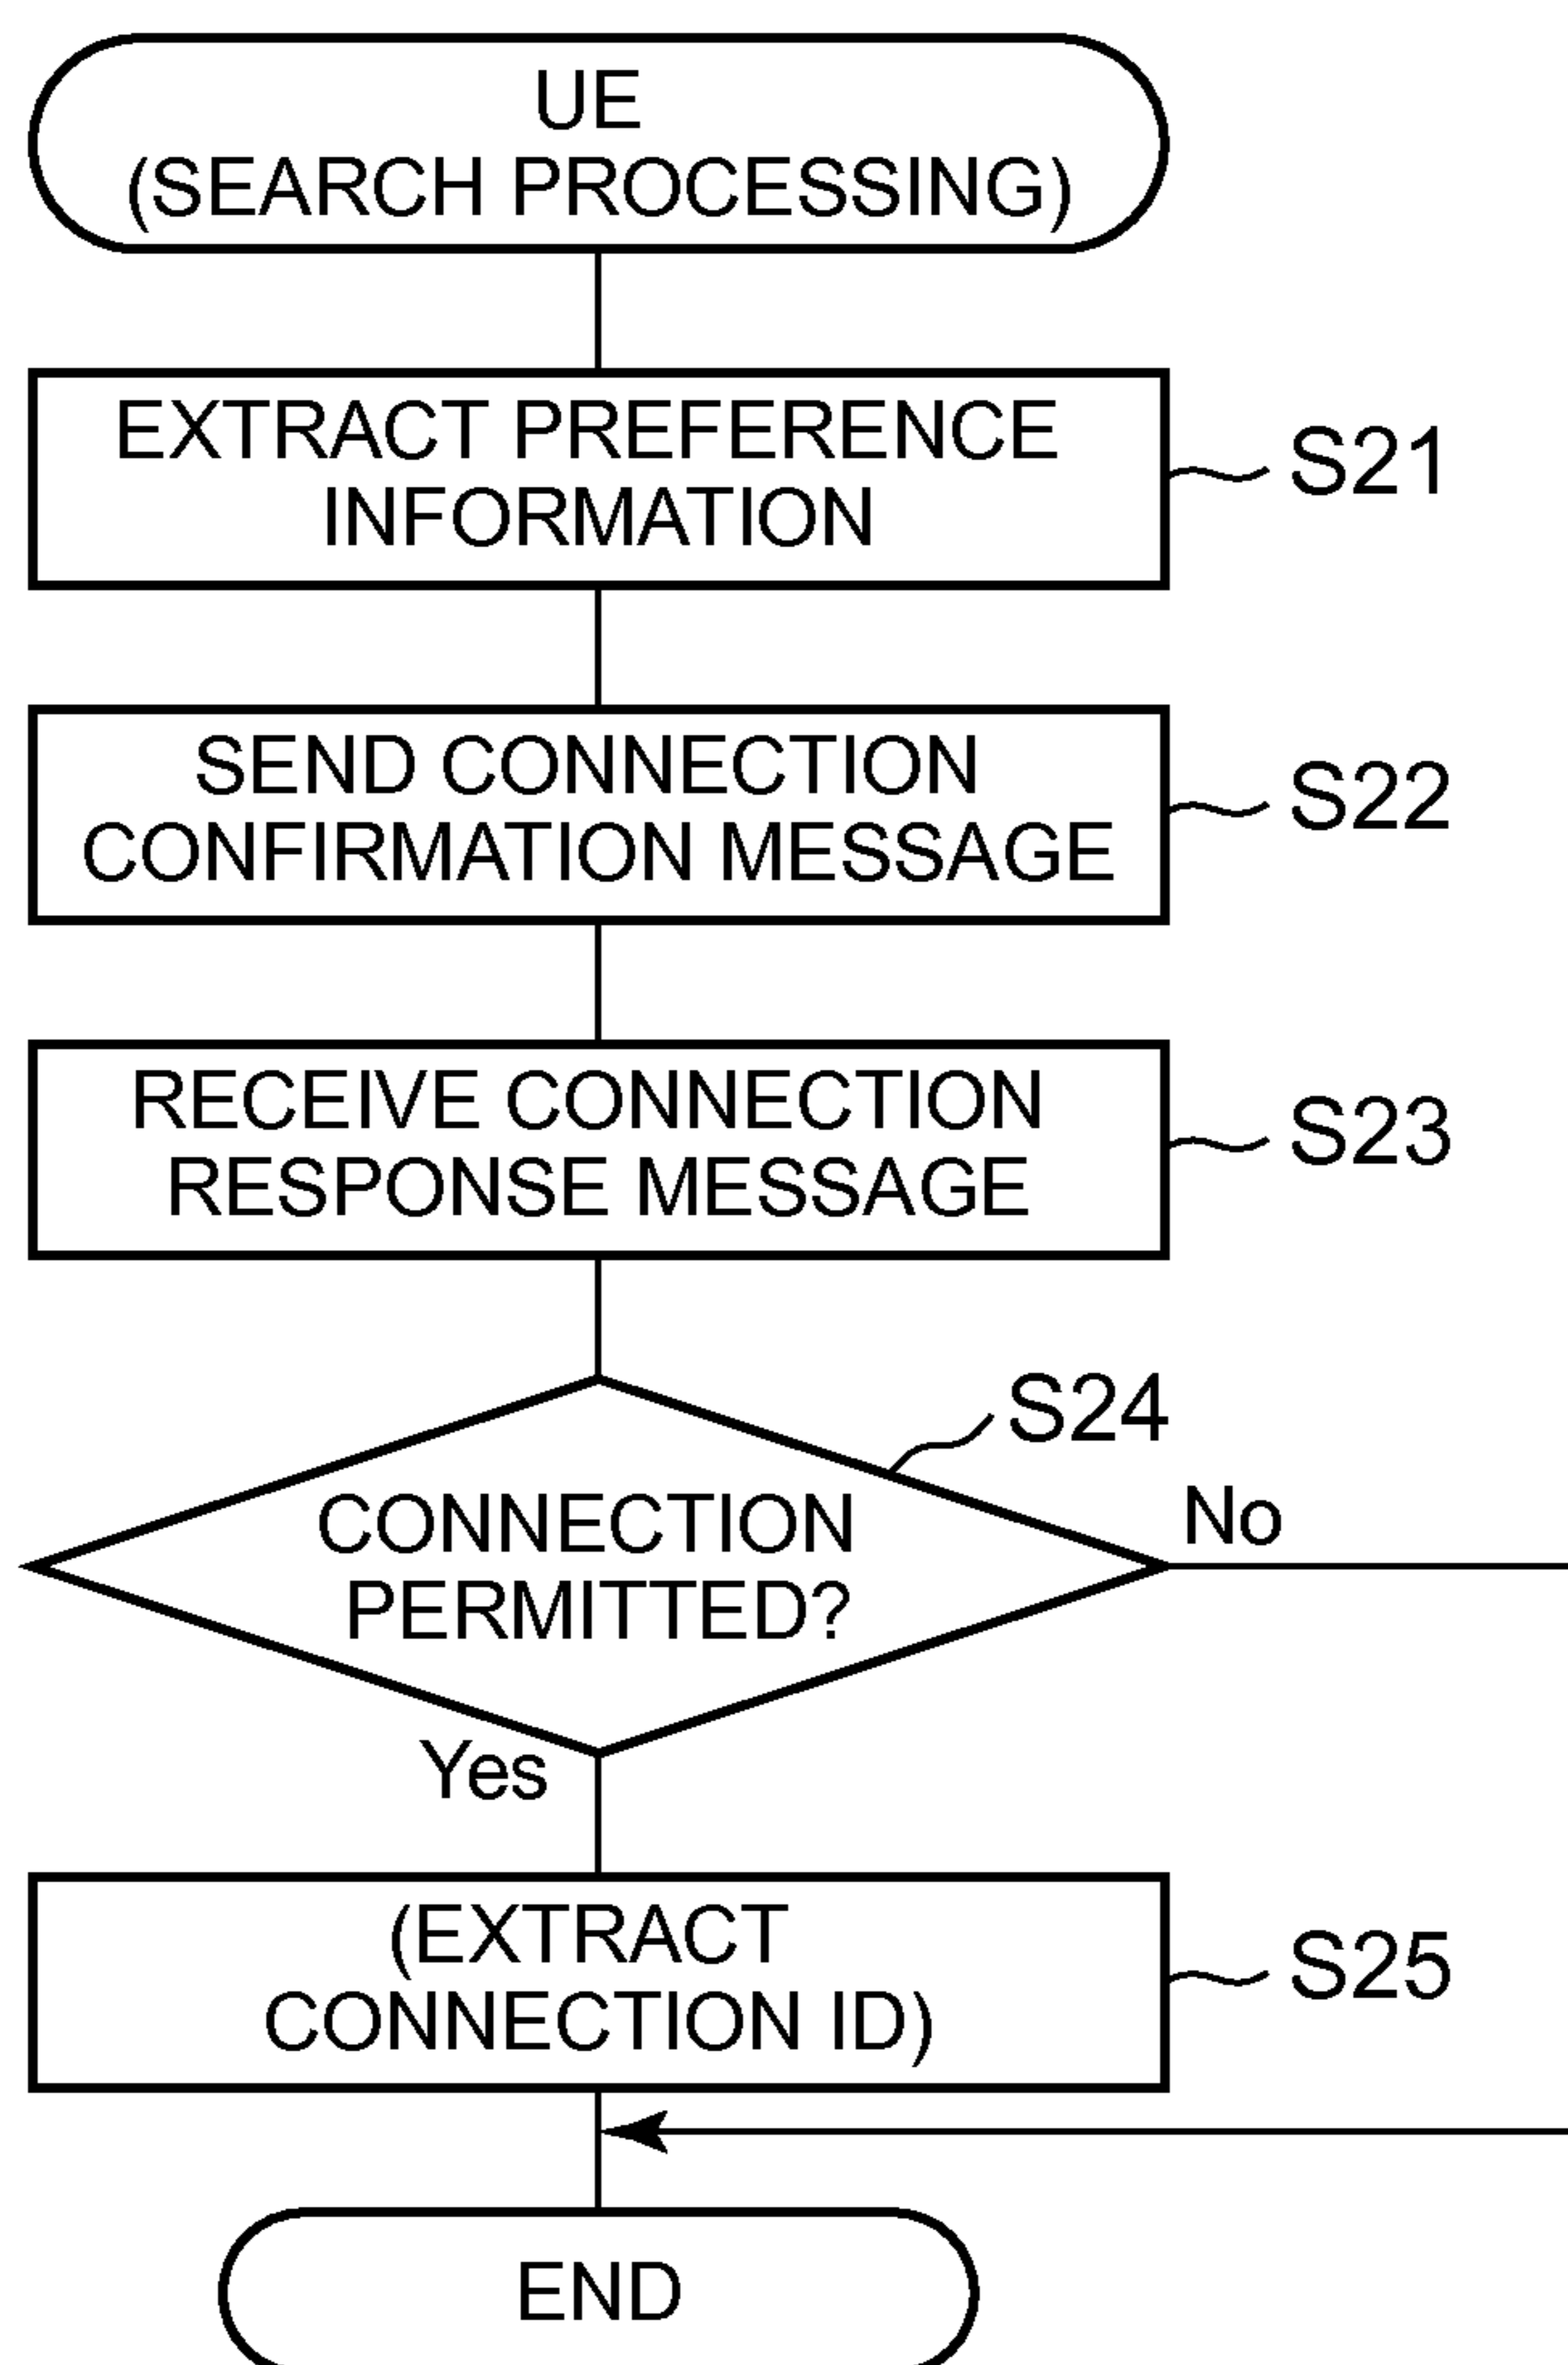 UE
(SEARCH PROCESSING)
EXTRACT PREFERENCE
INFORMATION
S21
SEND CONNECTION
CONFIRMATION MESSAGE
S22
RECEIVE CONNECTION
RESPONSE MESSAGE
S23
S24
CONNECTION
PERMITTED?
No
Yes
(EXTRACT
CONNECTION ID)
S25
END